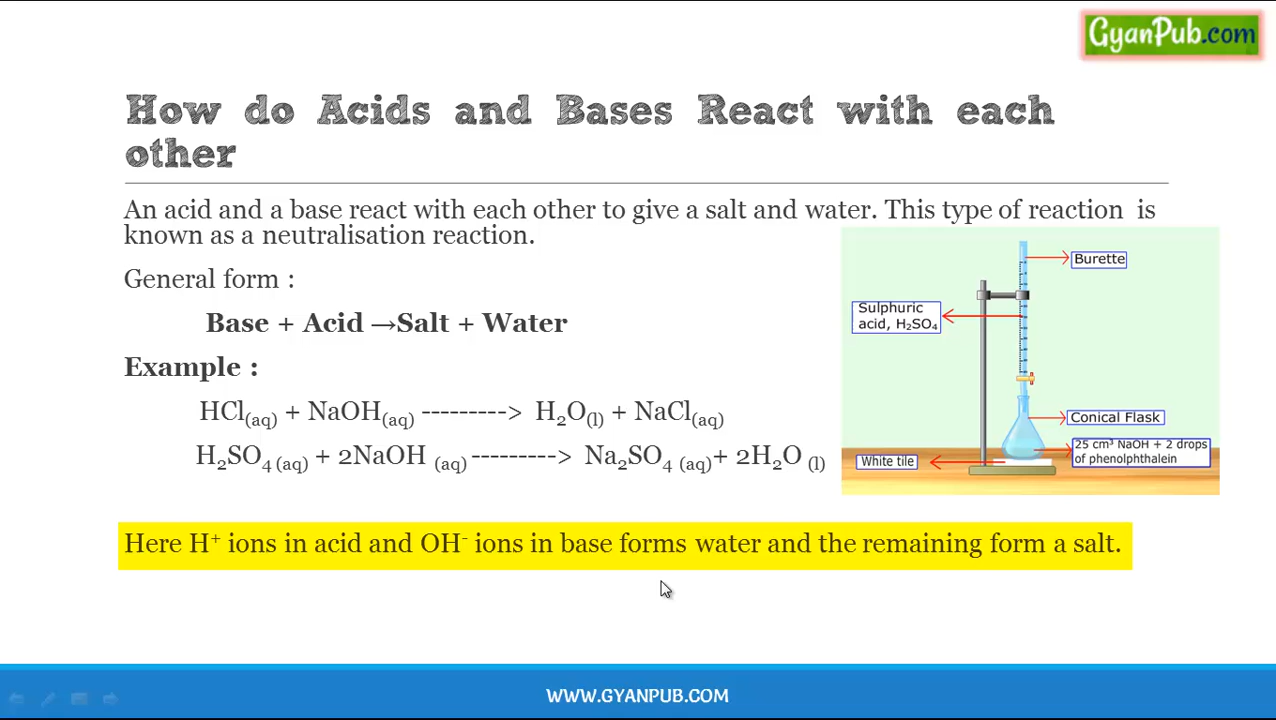 GyanPub.com
How do Acids and Bases React with each
other
An acid and a base react with each other to give a salt and water. This type of reaction is
known as a neutralisation reaction.
General form :
Base + Acid →Salt + Water
Example :
HCl(aq) + NaOH(aq) ---------> H₂O(l) + NaCl(aq)
H₂SO₄ (aq) + 2NaOH (aq) ---------> Na₂SO₄ (aq)+ 2H₂O (l)
Burette
Sulphuric
acid, H₂SO₄
Conical Flask
25 cm³ NaOH + 2 drops
of phenolphthalein
White tile
Here H⁺ ions in acid and OH⁻ ions in base forms water and the remaining form a salt.
WWW.GYANPUB.COM